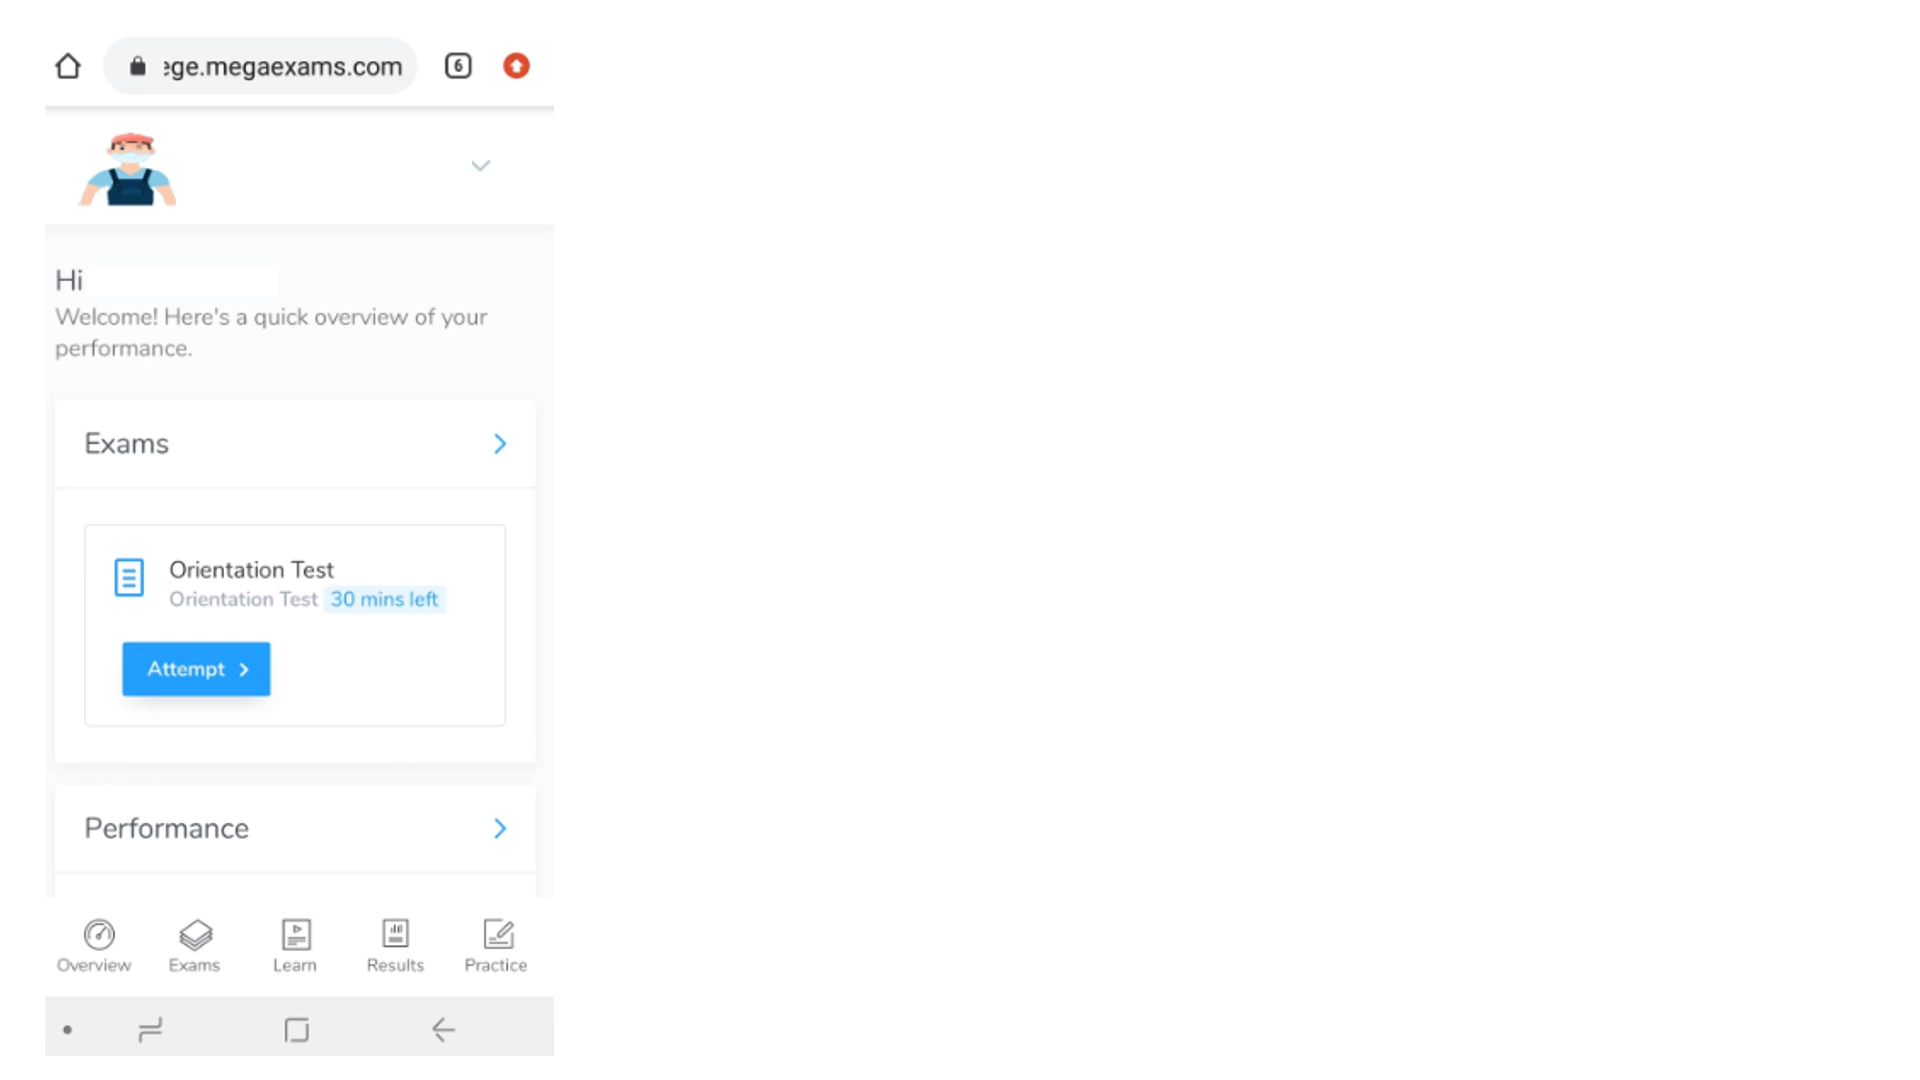 ege.megaexams.com
6
Hi
Welcome! Here's a quick overview of your
performance.
Exams
Orientation Test
Orientation Test 30 mins left
Attempt
Performance
Overview Exams Learn Results Practice